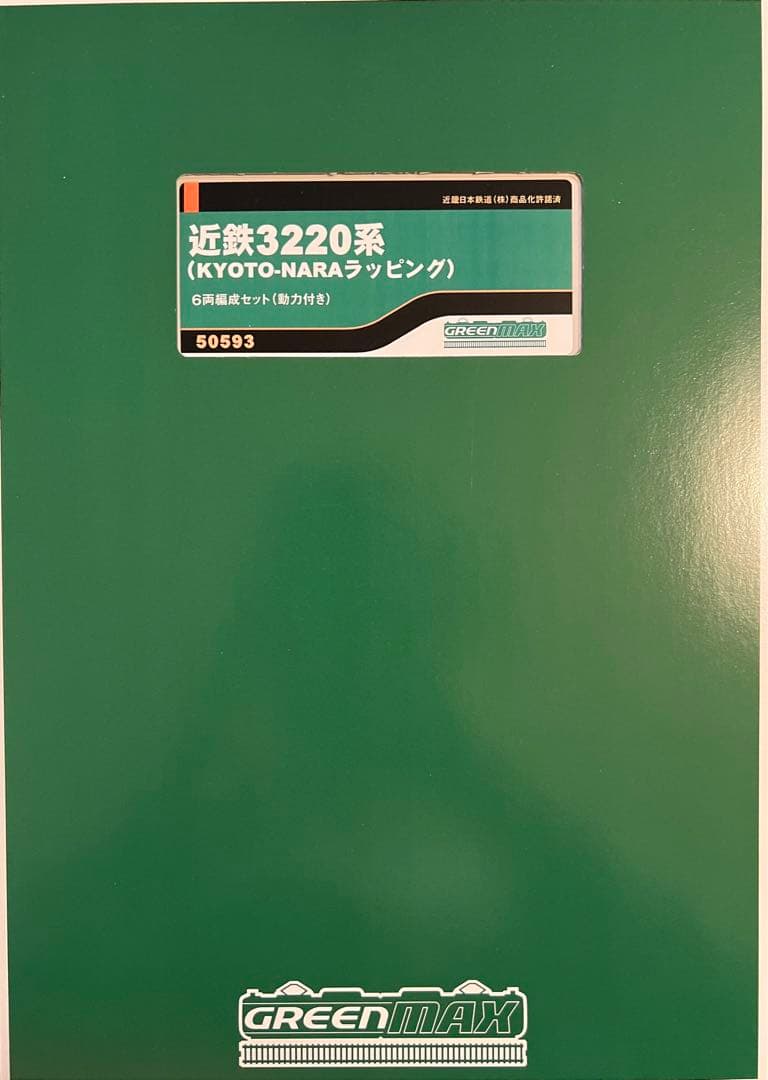 近畿日本鉄道(株)商品化許諾済
近鉄3220系
(KYOTO-NARAラッピング)
6両編成セット(動力付き)
50593
GREENMAX
GREENMAX